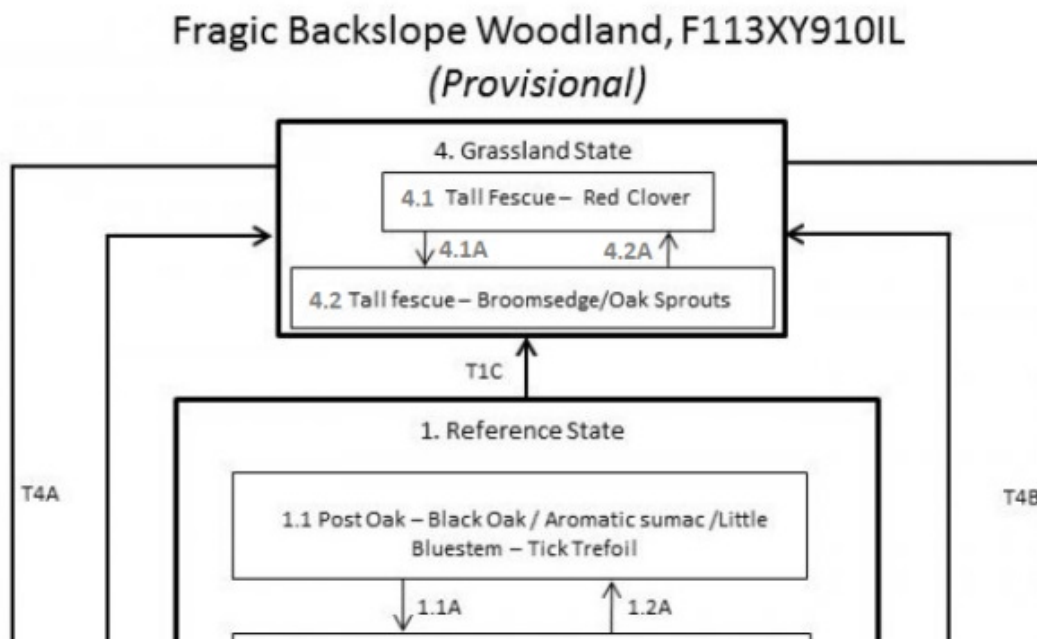 Fragic Backslope Woodland, F113XY910IL
(Provisional)
4. Grassland State
4.1 Tall Fescue – Red Clover
4.1A
4.2A
4.2 Tall fescue – Broomsedge/Oak Sprouts
T1C
1. Reference State
T4A
T4B
1.1 Post Oak – Black Oak / Aromatic sumac /Little
Bluestem – Tick Trefoil
1.1A
1.2A